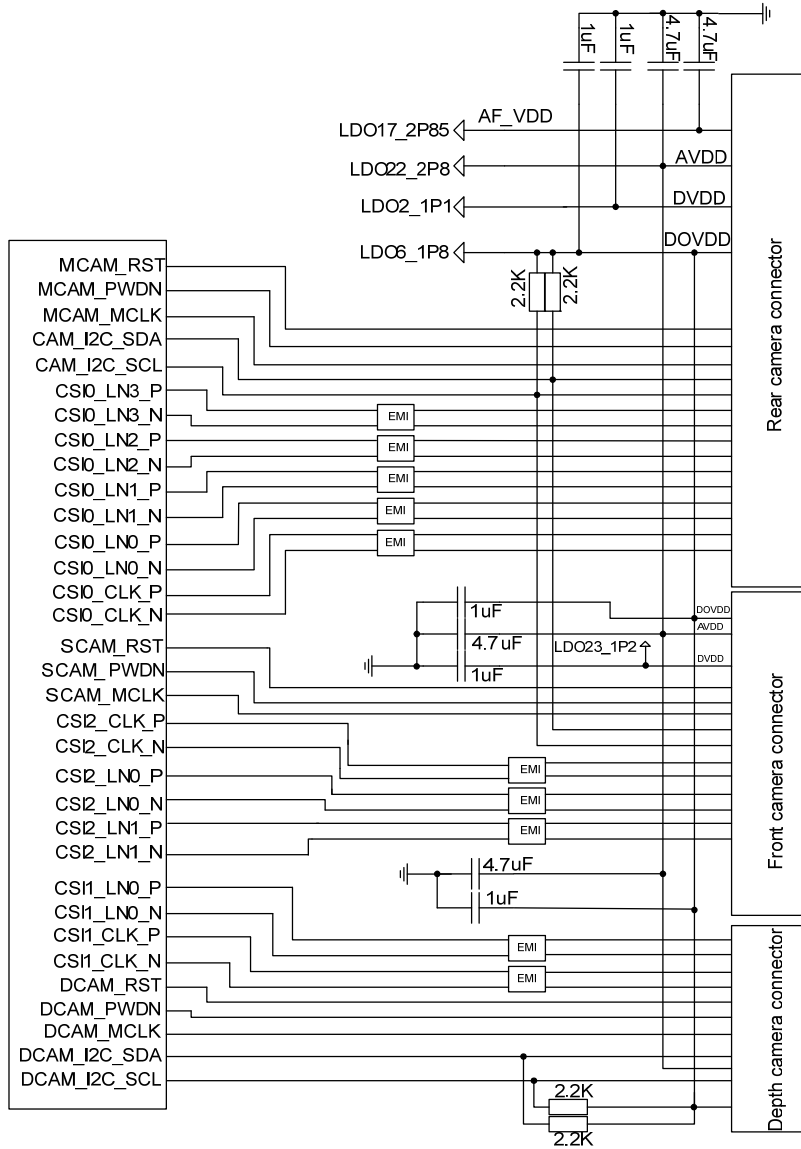 1uF
1uF
4.7uF
4.7uF
LDO17_2P85
AF_VDD
LDO22_2P8
AVDD
LDO2_1P1
DVDD
LDO6_1P8
DOVDD
2.2K
2.2K
Rear camera connector
MCAM_RST
MCAM_PWDN
MCAM_MCLK
CAM_I2C_SDA
CAM_I2C_SCL
CSI0_LN3_P
CSI0_LN3_N
CSI0_LN2_P
CSI0_LN2_N
CSI0_LN1_P
CSI0_LN1_N
CSI0_LN0_P
CSI0_LN0_N
CSI0_CLK_P
CSI0_CLK_N
EMI
EMI
EMI
EMI
EMI
1uF
DOVDD
4.7uF
AVDD
LDO23_1P2
1uF
DVDD
SCAM_RST
SCAM_PWDN
SCAM_MCLK
CSI2_CLK_P
CSI2_CLK_N
CSI2_LN0_P
CSI2_LN0_N
CSI2_LN1_P
CSI2_LN1_N
EMI
EMI
EMI
Front camera connector
4.7uF
1uF
CSI1_LN0_P
CSI1_LN0_N
CSI1_CLK_P
CSI1_CLK_N
DCAM_RST
DCAM_PWDN
DCAM_MCLK
DCAM_I2C_SDA
DCAM_I2C_SCL
EMI
EMI
Depth camera connector
2.2K
2.2K